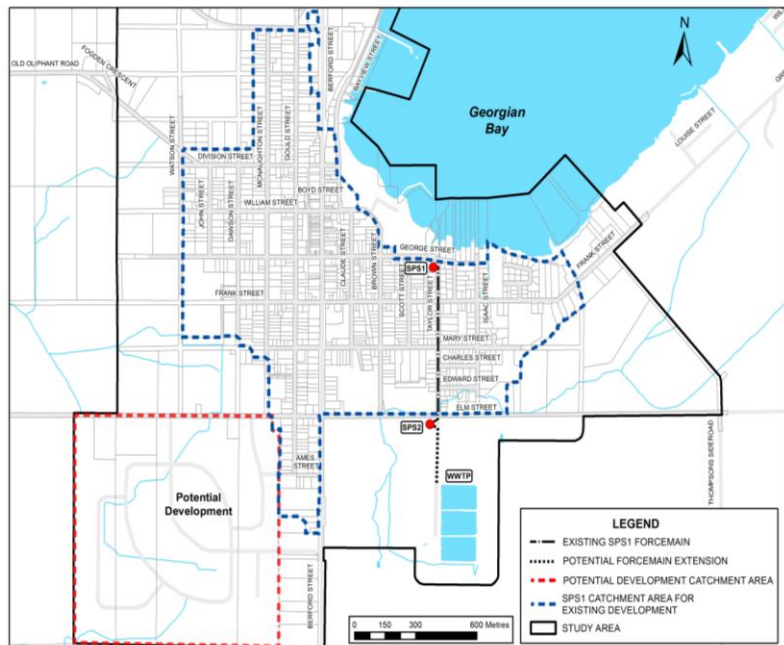 OLD OLIPHANT ROAD
FOGDEN CRESCENT
WATSON STREET
MCNAUGHTON STREET
GOULD STREET
BERFORD STREET
BAYVIEW STREET
N
Georgian
Bay
LOUISE STREET
DIVISION STREET
BOYD STREET
WILLIAM STREET
JOHN STREET
DAWSON STREET
CLAUDE STREET
BROWN STREET
GEORGE STREET
SPS1
FRANK STREET
SCOTT STREET
TAYLOR STREET
ISAAC STREET
FRANK STREET
MARY STREET
CHARLES STREET
EDWARD STREET
ELM STREET
SPS2
AMES
STREET
WWTP
Potential
Development
BERFORD STREET
THOMPSONS SIDEROAD
0 150 300 600 Metres
LEGEND
EXISTING SPS1 FORCEMAIN
POTENTIAL FORCEMAIN EXTENSION
POTENTIAL DEVELOPMENT CATCHMENT AREA
SPS1 CATCHMENT AREA FOR
EXISTING DEVELOPMENT
STUDY AREA